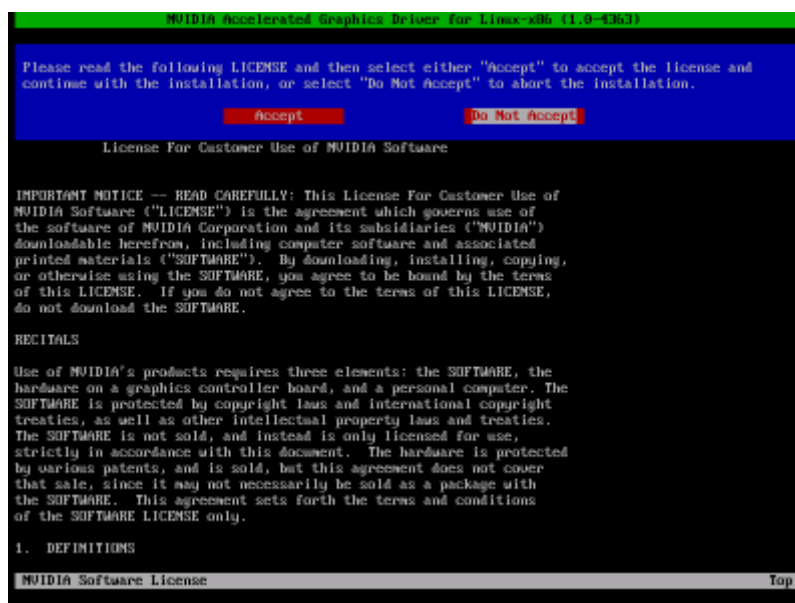 NVIDIA Accelerated Graphics Driver for Linux-x86 (1.0-4363)
Please read the following LICENSE and then select either "Accept" to accept the license and
continue with the installation, or select "Do Not Accept" to abort the installation.
Accept Do Not Accept
License For Customer Use of NVIDIA Software
IMPORTANT NOTICE -- READ CAREFULLY: This License For Customer Use of
NVIDIA Software ("LICENSE") is the agreement which governs use of
the software of NVIDIA Corporation and its subsidiaries ("NVIDIA")
downloadable herefrom, including computer software and associated
printed materials ("SOFTWARE"). By downloading, installing, copying,
or otherwise using the SOFTWARE, you agree to be bound by the terms
of this LICENSE. If you do not agree to the terms of this LICENSE,
do not download the SOFTWARE.
RECITALS
Use of NVIDIA's products requires three elements: the SOFTWARE, the
hardware on a graphics controller board, and a personal computer. The
SOFTWARE is protected by copyright laws and international copyright
treaties, as well as other intellectual property laws and treaties.
The SOFTWARE is not sold, and instead is only licensed for use,
strictly in accordance with this document. The hardware is protected
by various patents, and is sold, but this agreement does not cover
that sale, since it may not necessarily be sold as a package with
the SOFTWARE. This agreement sets forth the terms and conditions
of the SOFTWARE LICENSE only.
1. DEFINITIONS
NVIDIA Software License Top